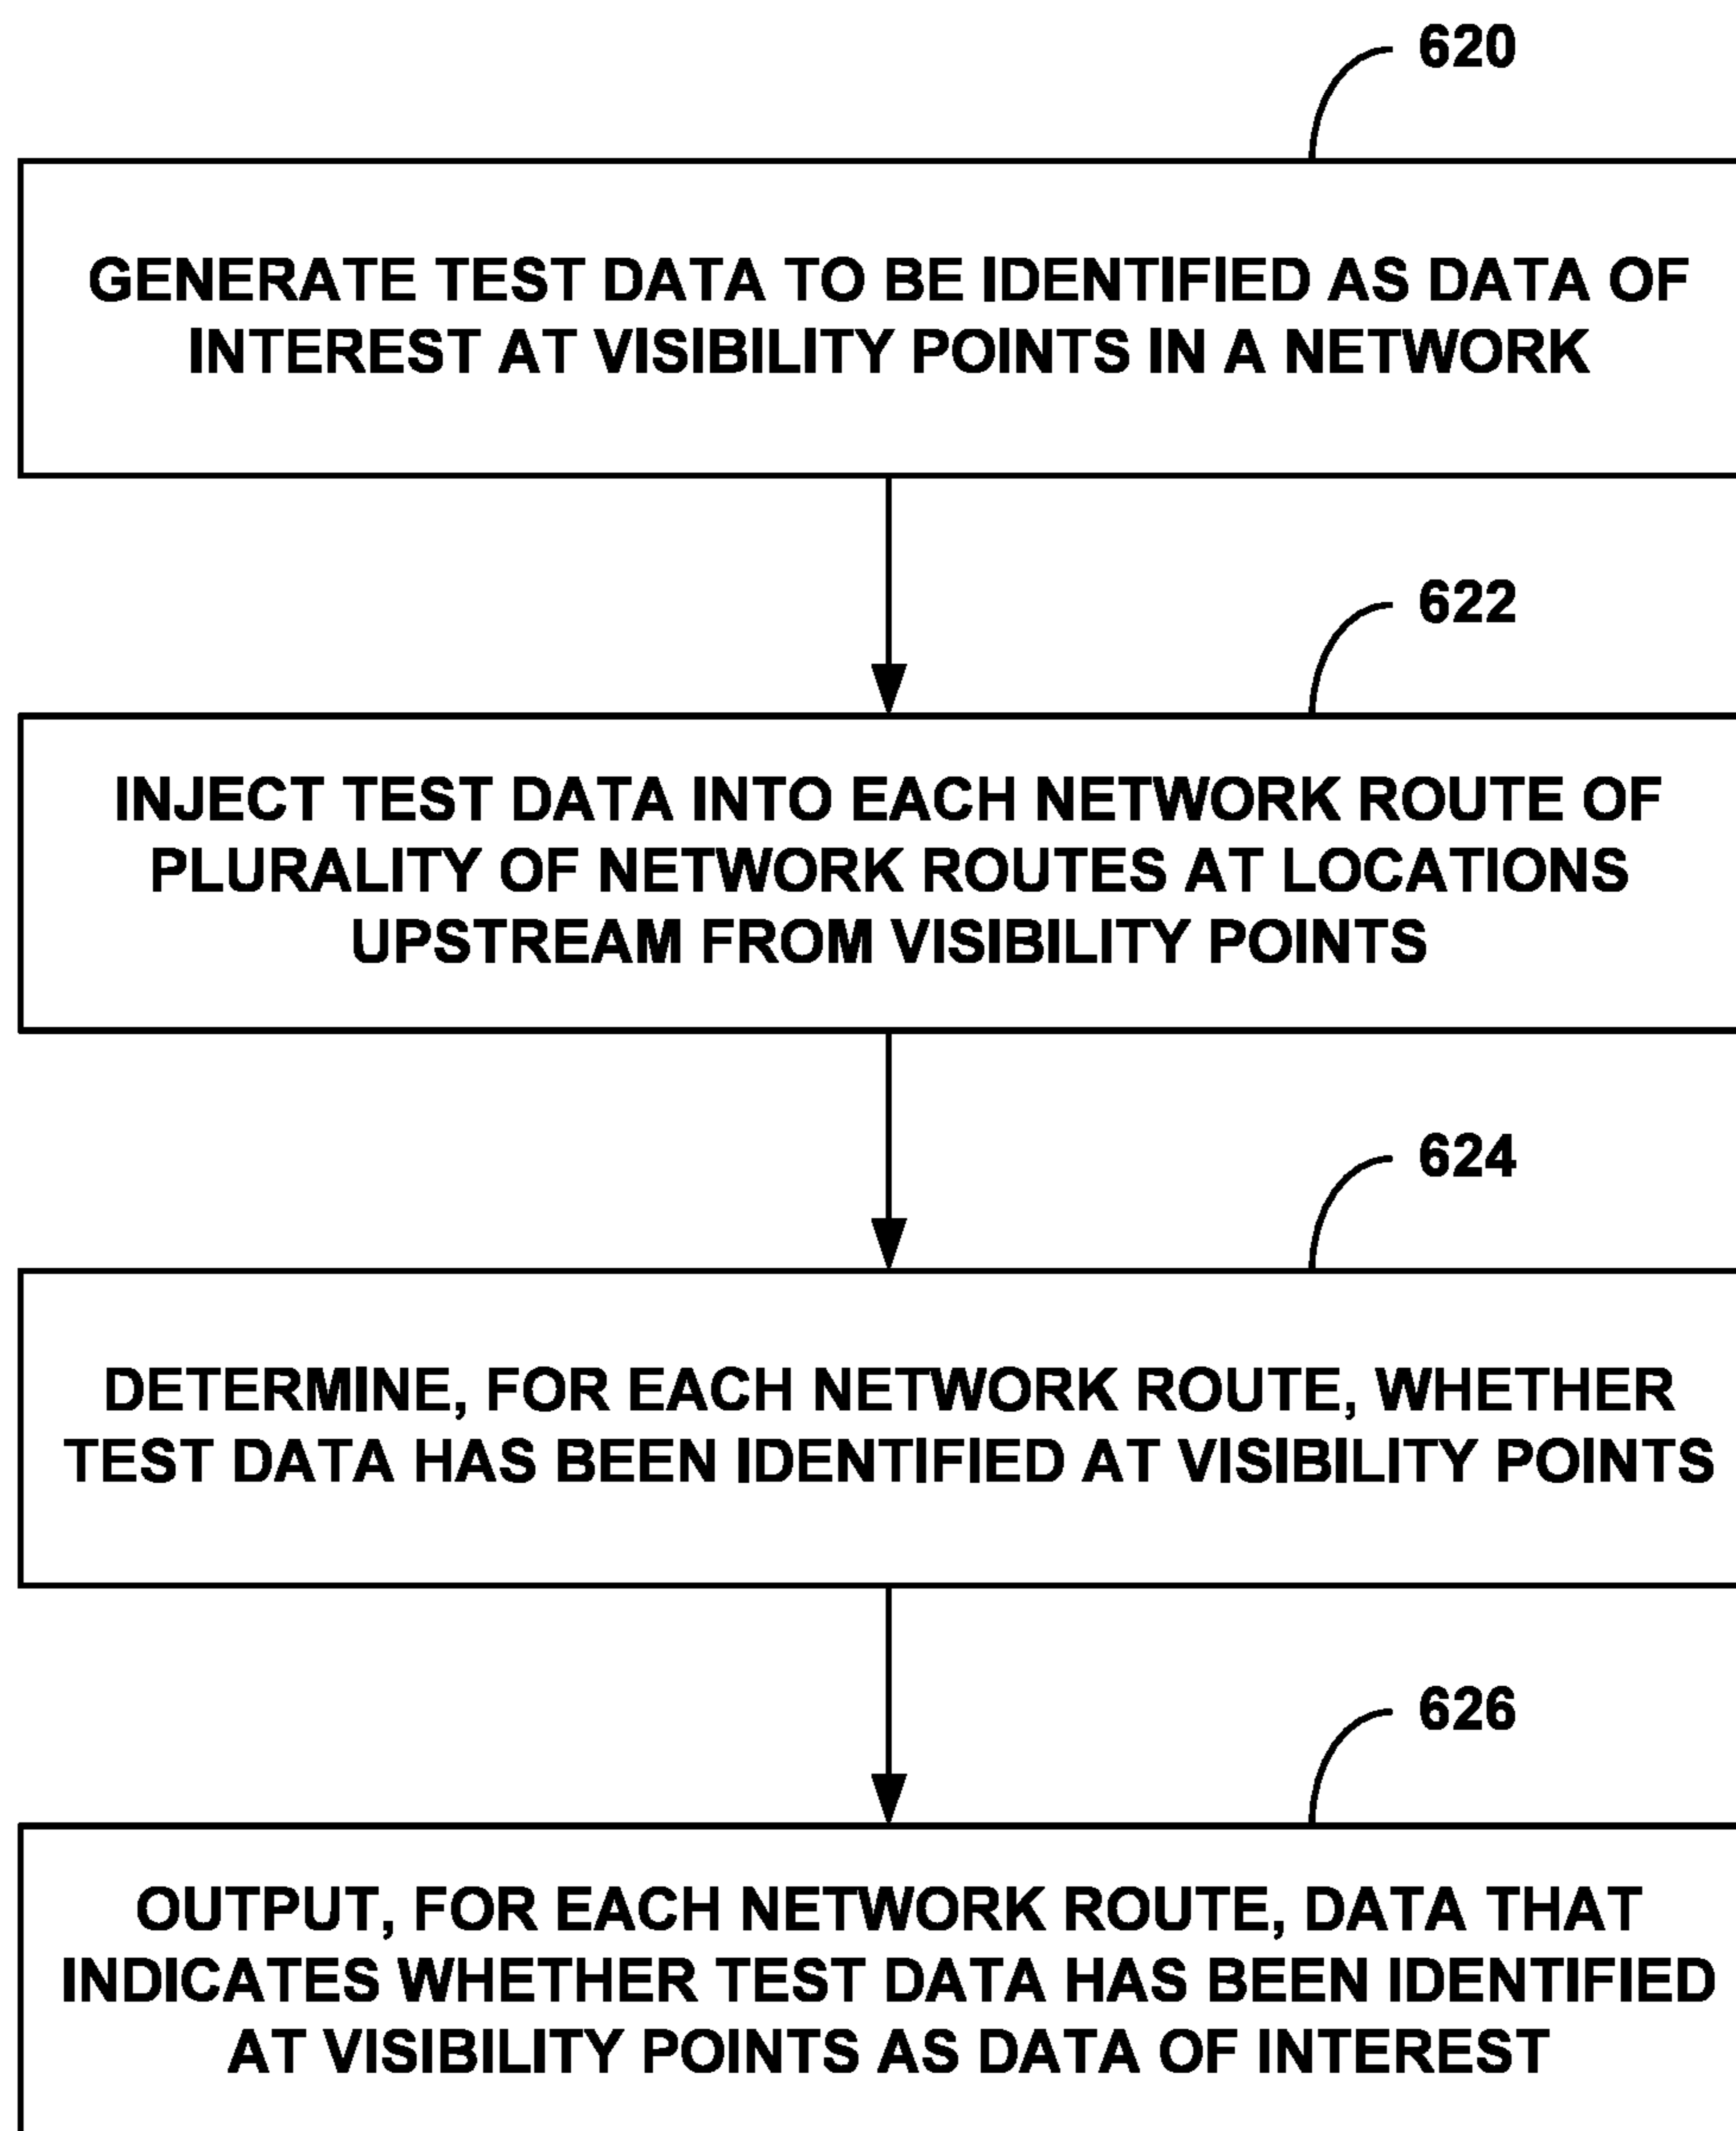 620
GENERATE TEST DATA TO BE IDENTIFIED AS DATA OF
INTEREST AT VISIBILITY POINTS IN A NETWORK
622
INJECT TEST DATA INTO EACH NETWORK ROUTE OF
PLURALITY OF NETWORK ROUTES AT LOCATIONS
UPSTREAM FROM VISIBILITY POINTS
624
DETERMINE, FOR EACH NETWORK ROUTE, WHETHER
TEST DATA HAS BEEN IDENTIFIED AT VISIBILITY POINTS
626
OUTPUT, FOR EACH NETWORK ROUTE, DATA THAT
INDICATES WHETHER TEST DATA HAS BEEN IDENTIFIED
AT VISIBILITY POINTS AS DATA OF INTEREST